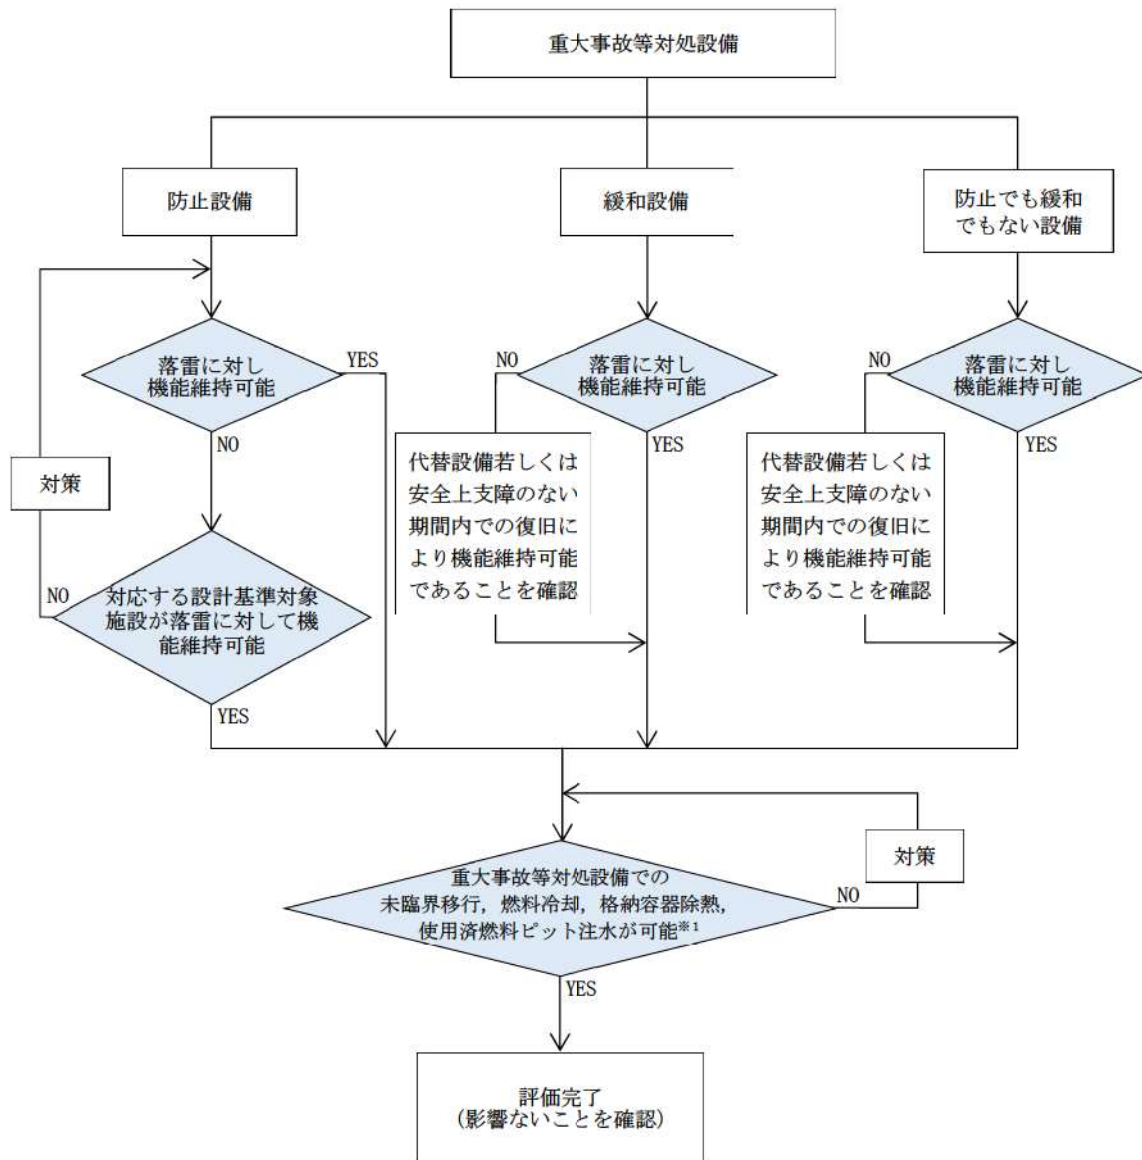 重大事故等対処設備
防止設備
緩和設備
防止でも緩和
でもない設備
落雷に対し
機能維持可能
YES
NO
落雷に対し
機能維持可能
NO
YES
落雷に対し
機能維持可能
NO
YES
対策
代替設備若しくは
安全上支障のない
期間内での復旧に
より機能維持可能
であることを確認
代替設備若しくは
安全上支障のない
期間内での復旧に
より機能維持可能
であることを確認
対応する設計基準対象
施設が落雷に対して機
能維持可能
NO
YES
対策
重大事故等対処設備での
未臨界移行，燃料冷却，格納容器除熱，
使用済燃料ピット注水が可能※1
NO
YES
評価完了
(影響ないことを確認)